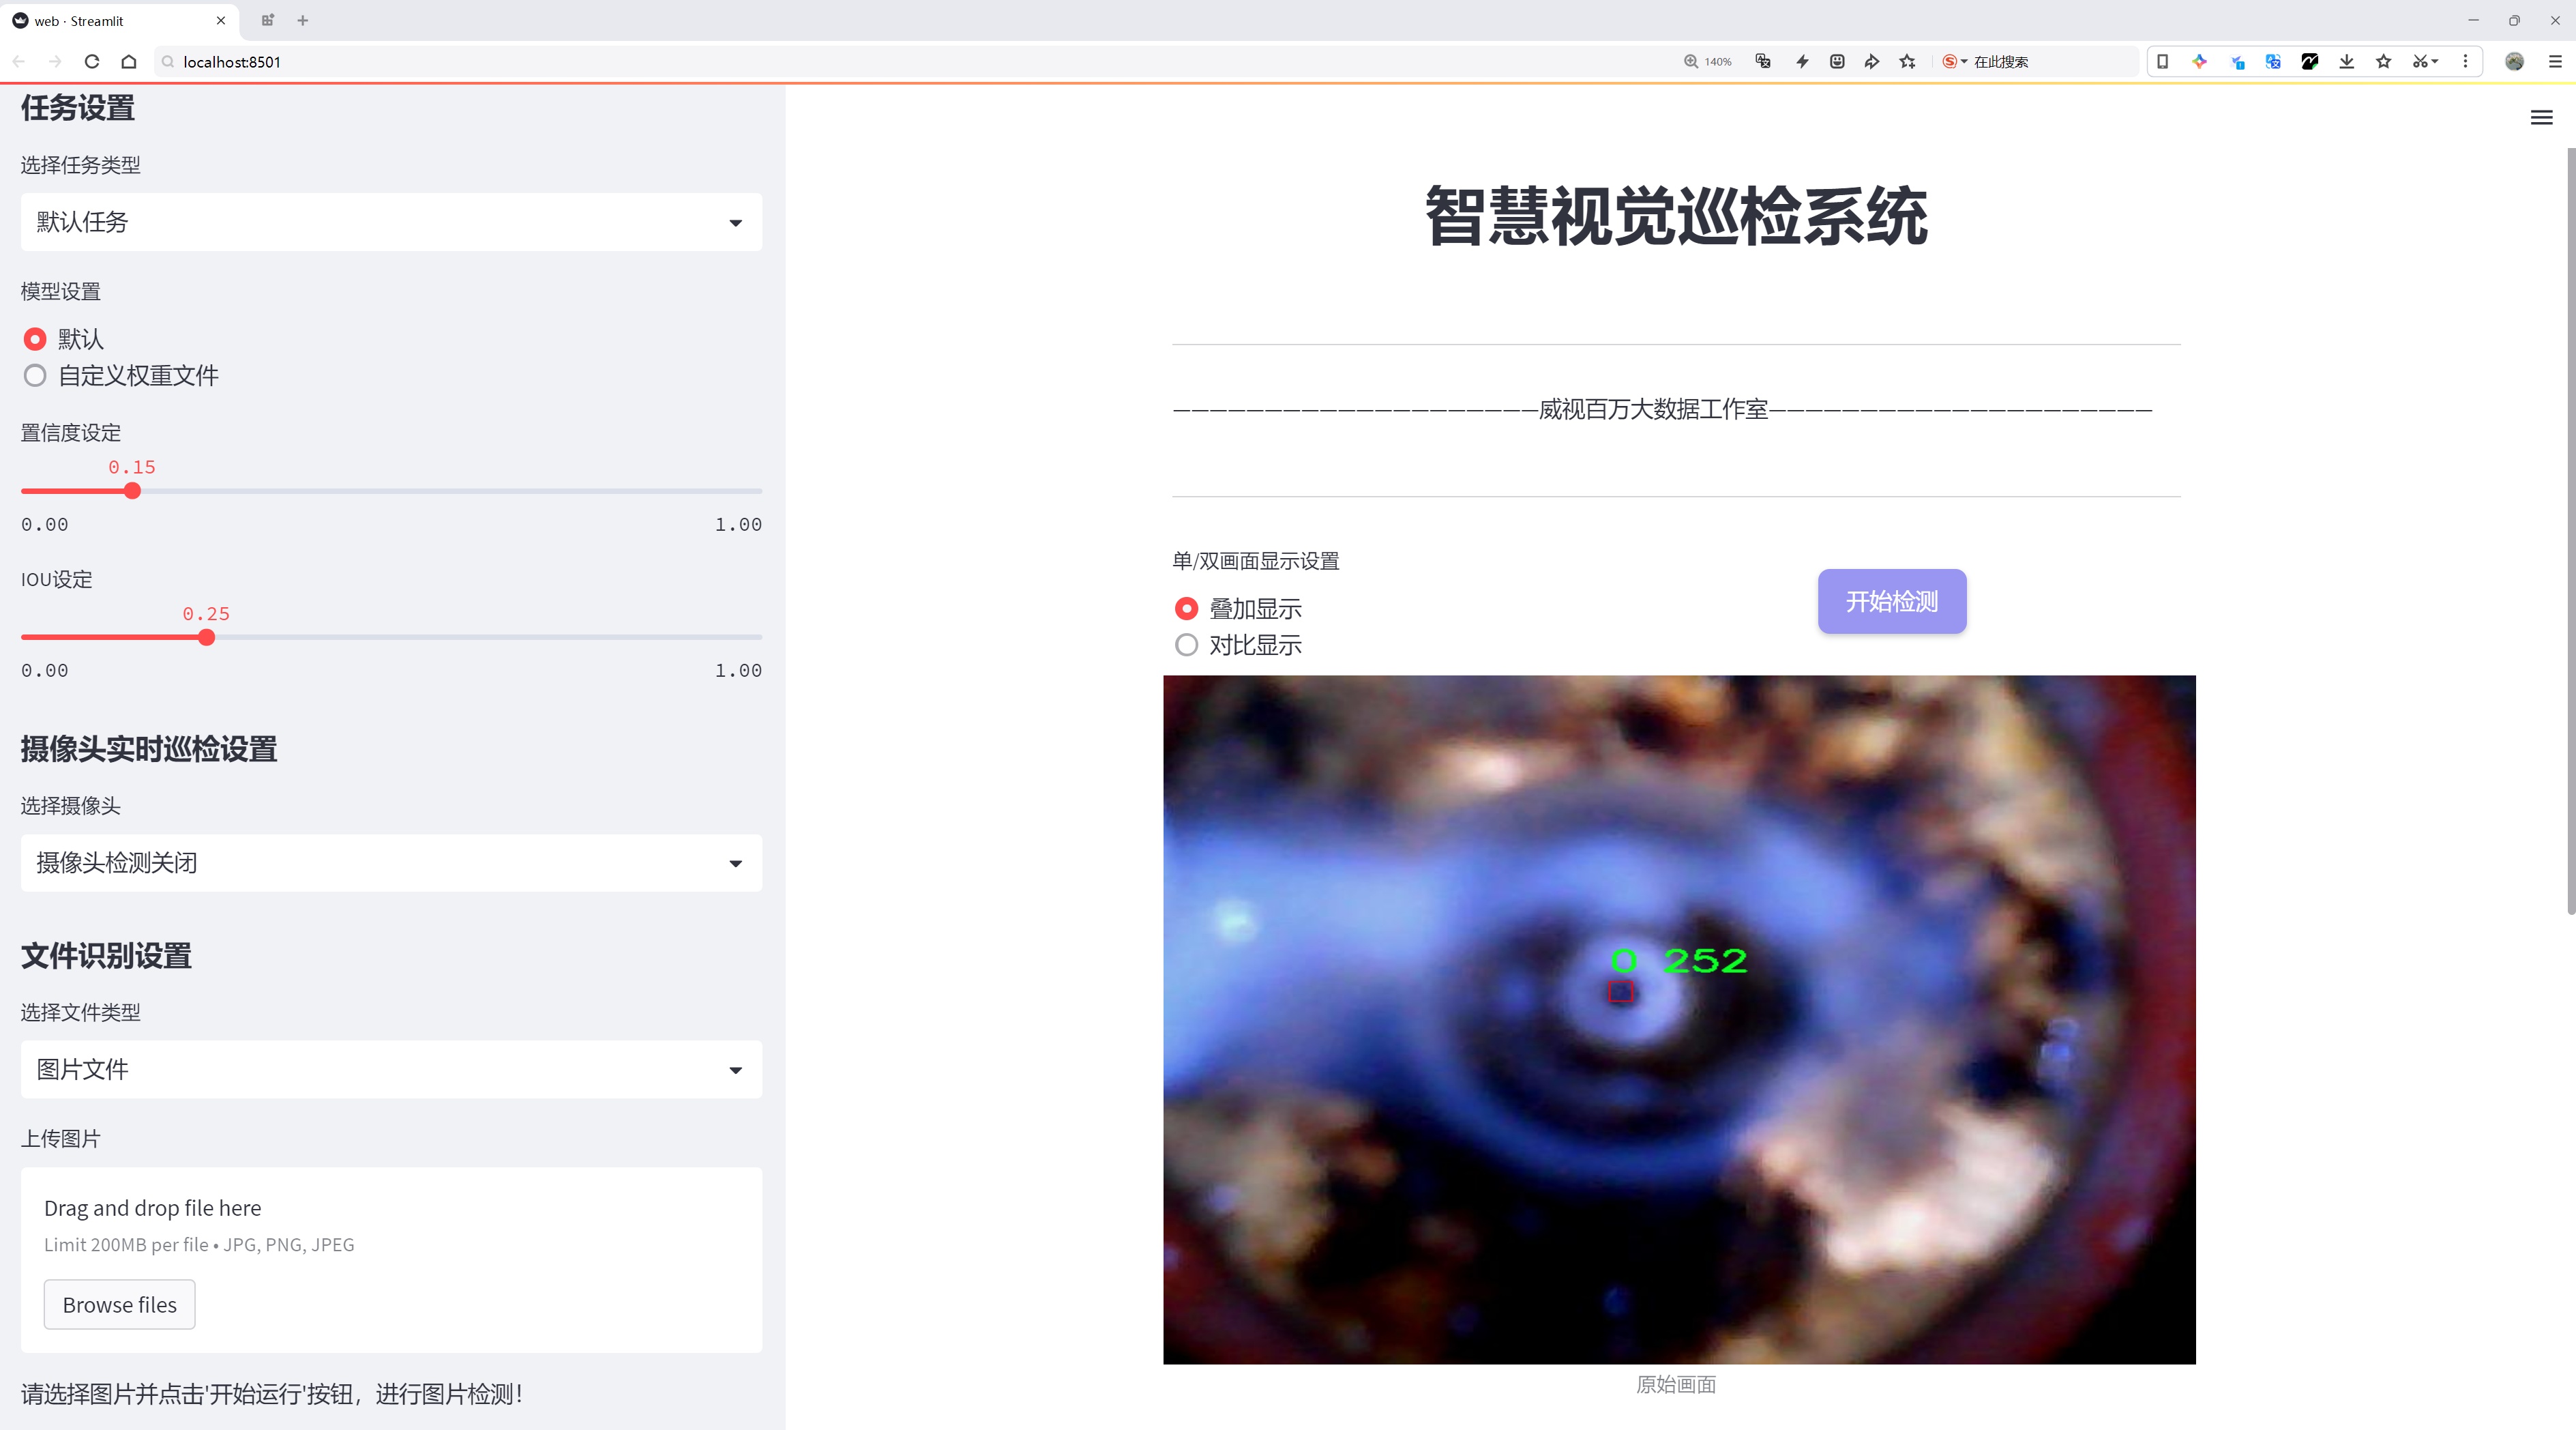 web · Streamlit
localhost:8501
140%
在此搜索
任务设置
选择任务类型
默认任务
模型设置
默认
自定义权重文件
置信度设定
0.15
0.00
1.00
IOU设定
0.25
0.00
1.00
摄像头实时巡检设置
选择摄像头
摄像头检测关闭
文件识别设置
选择文件类型
图片文件
上传图片
Drag and drop file here
Limit 200MB per file • JPG, PNG, JPEG
Browse files
请选择图片并点击'开始运行'按钮，进行图片检测！
智慧视觉巡检系统
————————————————————威视百万大数据工作室—————————————————————
单/双画面显示设置
叠加显示
对比显示
开始检测
0 252
原始画面